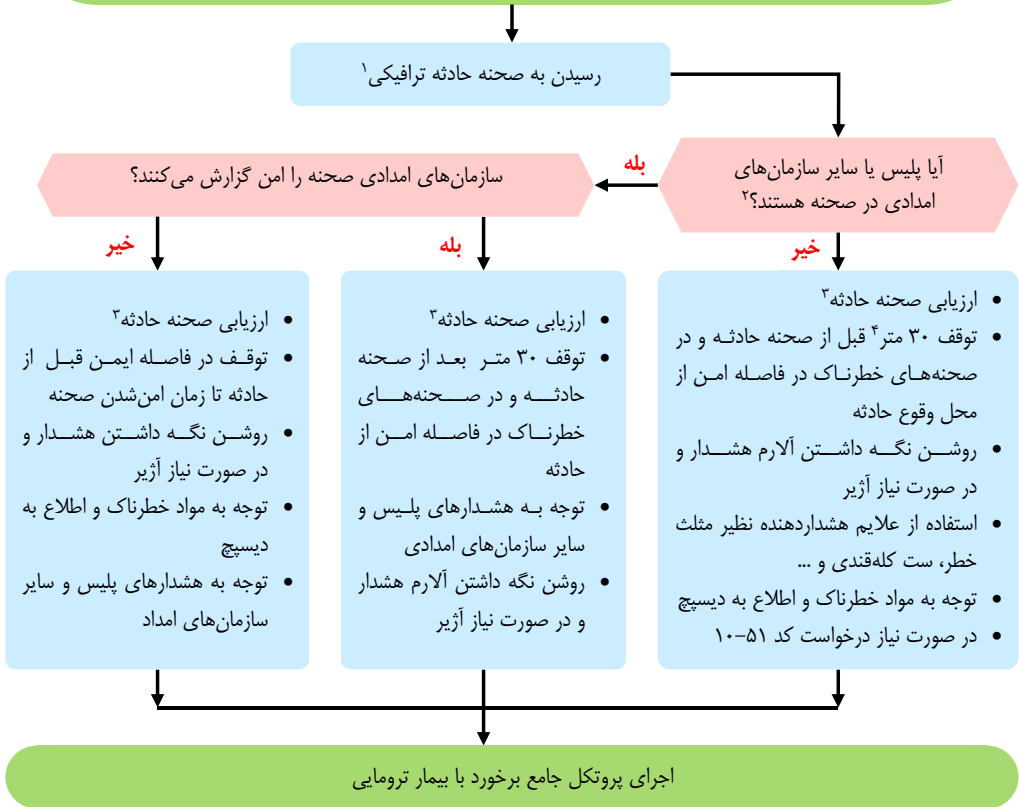 رسیدن به صحنه حادثه ترافیکی۱
آیا پلیس یا سایر سازمان‌های
امدادی در صحنه هستند؟۲
بله
سازمان‌های امدادی صحنه را امن گزارش می‌کنند؟
خیر
بله
خیر
• ارزیابی صحنه حادثه۳
• توقف ۳۰ متر۴ قبل از صحنه حادثه و در
صحنه‌های خطرناک در فاصله امن از
محل وقوع حادثه
• روشن نگه داشتن آلارم هشدار و
در صورت نیاز آژیر
• استفاده از علایم هشداردهنده نظیر مثلث
خطر، ست کله‌قندی و ...
• توجه به مواد خطرناک و اطلاع به دیسپچ
• در صورت نیاز درخواست کد ۵۱-۱۰
• ارزیابی صحنه حادثه۳
• توقف ۳۰ متر بعد از صحنه
حادثه و در صحنه‌های
خطرناک در فاصله امن از
حادثه
• توجه به هشدارهای پلیس و
سایر سازمان‌های امدادی
• روشن نگه داشتن آلارم هشدار
و در صورت نیاز آژیر
• ارزیابی صحنه حادثه۳
• توقف در فاصله ایمن قبل از
حادثه تا زمان امن‌شدن صحنه
• روشن نگه داشتن هشدار و
در صورت نیاز آژیر
• توجه به مواد خطرناک و اطلاع به
دیسپچ
• توجه به هشدارهای پلیس و سایر
سازمان‌های امداد
اجرای پروتکل جامع برخورد با بیمار ترومایی